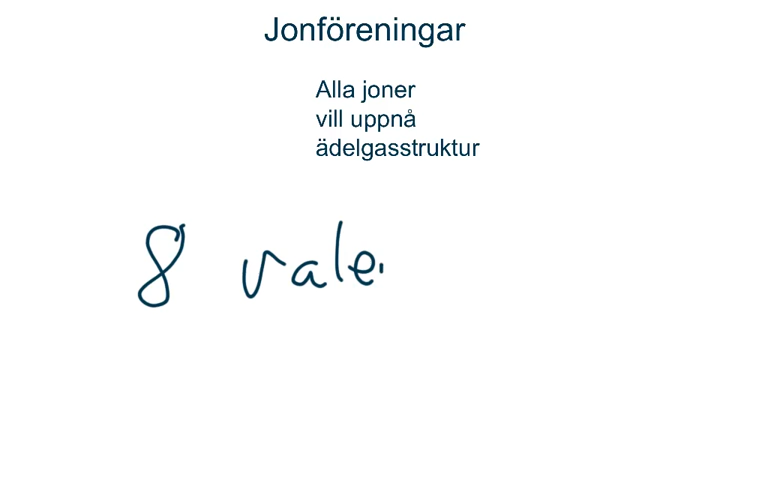 Jonföreningar
Alla joner
vill uppnå
ädelgasstruktur
8 vale